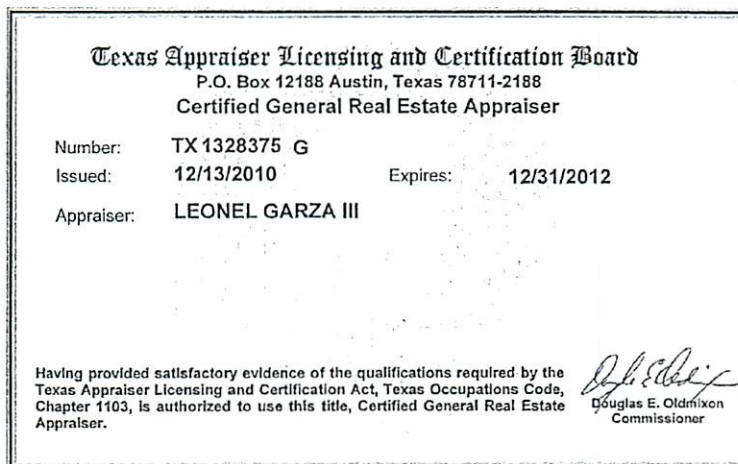 Texas Appraiser Licensing and Certification Board
P.O. Box 12188 Austin, Texas 78711-2188
Certified General Real Estate Appraiser
Number: TX 1328375 G
Issued: 12/13/2010 Expires: 12/31/2012
Appraiser: LEONEL GARZA III
Having provided satisfactory evidence of the qualifications required by the
Texas Appraiser Licensing and Certification Act, Texas Occupations Code,
Chapter 1103, is authorized to use this title, Certified General Real Estate
Appraiser.
Douglas E. Oldmixon
Commissioner